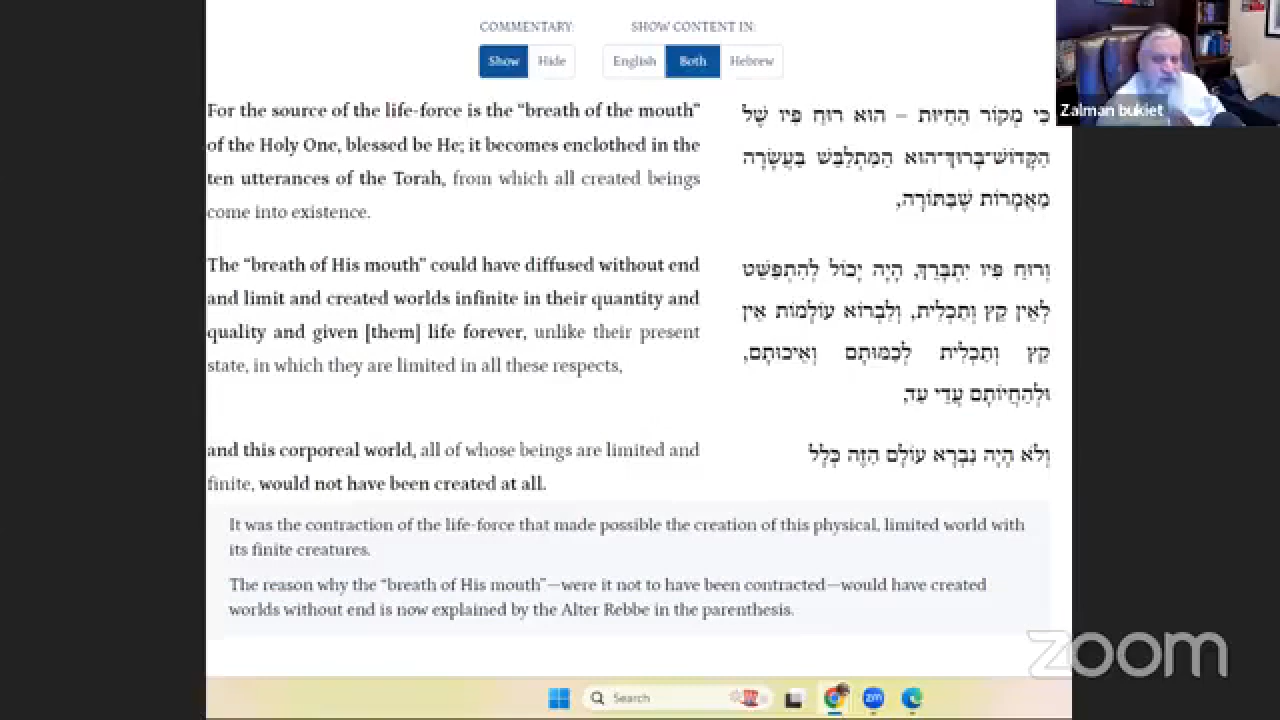 COMMENTARY:
SHOW CONTENT IN:
Show Hide
English Both Hebrew
Zalman bukiet
For the source of the life-force is the “breath of the mouth”
of the Holy One, blessed be He; it becomes enclothed in the
ten utterances of the Torah, from which all created beings
come into existence.
כִּי מְקוֹר הַחַיּוּת – הוּא רוּחַ פִּיו שֶׁל
הַקָּדוֹשׁ־בָּרוּךְ־הוּא הַמִּתְלַבֵּשׁ בַּעֲשָׂרָה
מַאֲמָרוֹת שֶׁבַּתּוֹרָה,
The “breath of His mouth” could have diffused without end
and limit and created worlds infinite in their quantity and
quality and given [them] life forever, unlike their present
state, in which they are limited in all these respects,
וְרוּחַ פִּיו יִתְבָּרֵךְ, הָיָה יָכוֹל לְהִתְפַּשֵּׁט
לְאֵין קֵץ וְתַכְלִית, וְלִבְרוֹא עוֹלָמוֹת אֵין
קֵץ וְתַכְלִית לְכַמּוּתָם וְאֵיכוּתָם,
וּלְהַחֲיוֹתָם עֲדֵי עַד,
and this corporeal world, all of whose beings are limited and
finite, would not have been created at all.
וְלֹא הָיָה נִבְרָא עוֹלָם הַזֶּה כְּלָל
It was the contraction of the life-force that made possible the creation of this physical, limited world with
its finite creatures.
The reason why the “breath of His mouth”—were it not to have been contracted—would have created
worlds without end is now explained by the Alter Rebbe in the parenthesis.
zoom
Search
zm